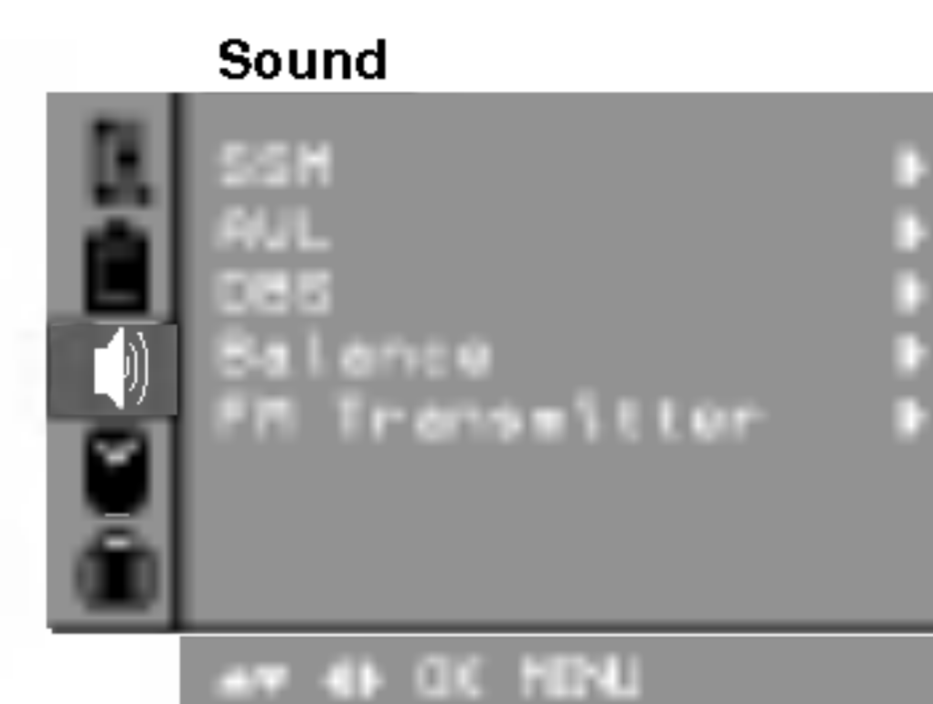 Sound
SSM
AVL
DBS
Balance
FM Transmitter
OK MENU